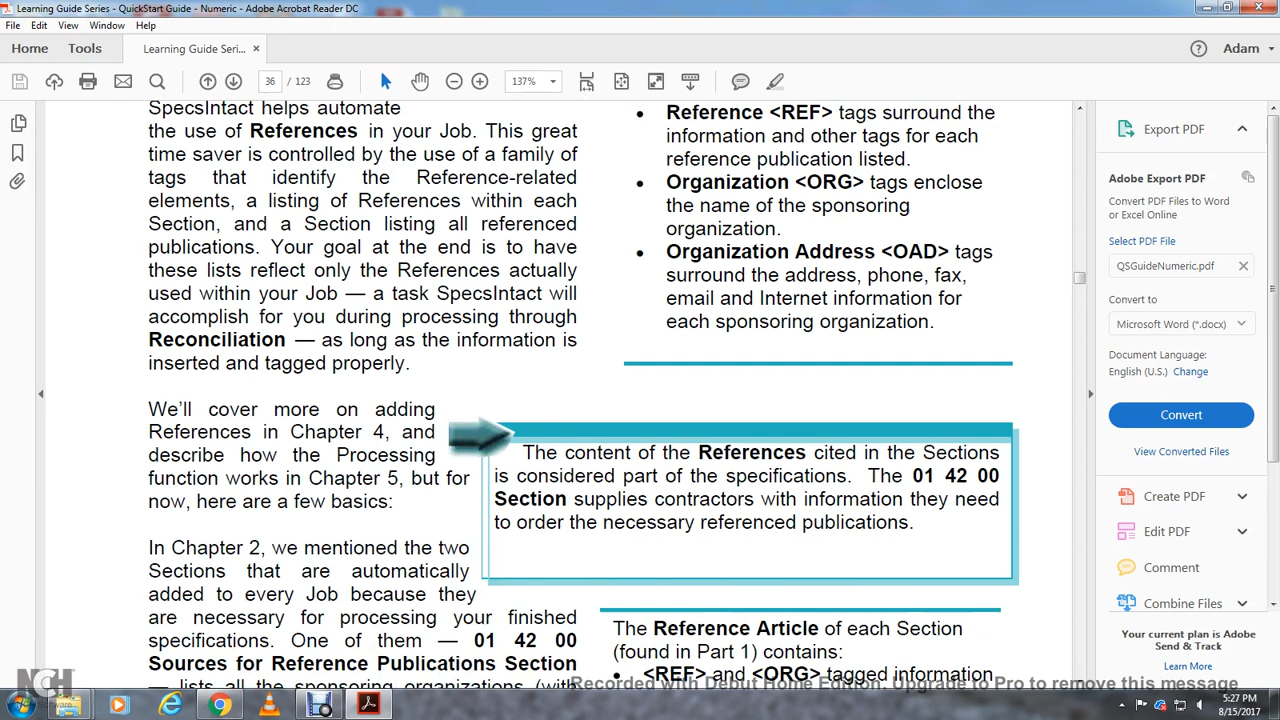 Learning Guide Series - QuickStart Guide - Numeric - Adobe Acrobat Reader DC
File Edit View Window Help
Home Tools Learning Guide Seri... × Adam
36 / 123 137%
SpecsIntact helps automate
the use of References in your Job. This great
time saver is controlled by the use of a family of
tags that identify the Reference-related
elements, a listing of References within each
Section, and a Section listing all referenced
publications. Your goal at the end is to have
these lists reflect only the References actually
used within your Job — a task SpecsIntact will
accomplish for you during processing through
Reconciliation — as long as the information is
inserted and tagged properly.
We'll cover more on adding
References in Chapter 4, and
describe how the Processing
function works in Chapter 5, but for
now, here are a few basics:
In Chapter 2, we mentioned the two
Sections that are automatically
added to every Job because they
are necessary for processing your finished
specifications. One of them — 01 42 00
Sources for Reference Publications Section
— lists all the sponsoring organizations (with
• Reference <REF> tags surround the
information and other tags for each
reference publication listed.
• Organization <ORG> tags enclose
the name of the sponsoring
organization.
• Organization Address <OAD> tags
surround the address, phone, fax,
email and Internet information for
each sponsoring organization.
The content of the References cited in the Sections
is considered part of the specifications. The 01 42 00
Section supplies contractors with information they need
to order the necessary referenced publications.
The Reference Article of each Section
(found in Part 1) contains:
• <REF> and <ORG> tagged information
Export PDF
Adobe Export PDF
Convert PDF Files to Word
or Excel Online
Select PDF File
QSGuideNumeric.pdf
Convert to
Microsoft Word (*.docx)
Document Language:
English (U.S.) Change
Convert
View Converted Files
Create PDF
Edit PDF
Comment
Combine Files
Your current plan is Adobe
Send & Track
Learn More
NCH Software
Recorded with Debut Home Edition. Upgrade to Pro to remove this message
5:27 PM
8/15/2017